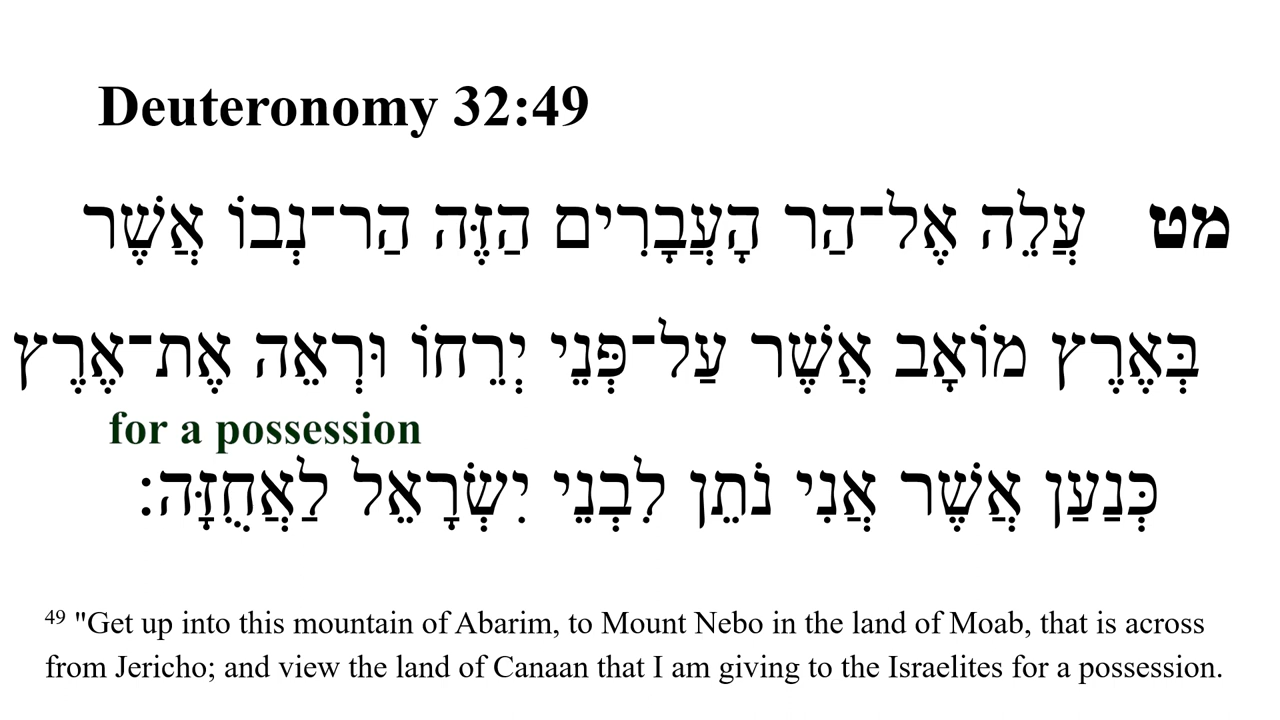 Deuteronomy 32:49
מט עֲלֵה אֶל־הַר הָעֲבָרִים הַזֶּה הַר־נְבוֹ אֲשֶׁר
בְּאֶרֶץ מוֹאָב אֲשֶׁר עַל־פְּנֵי יְרֵחוֹ וּרְאֵה אֶת־אֶרֶץ
for a possession
כְּנַעַן אֲשֶׁר אֲנִי נֹתֵן לִבְנֵי יִשְׂרָאֵל לַאֲחֻזָּה׃
49 "Get up into this mountain of Abarim, to Mount Nebo in the land of Moab, that is across
from Jericho; and view the land of Canaan that I am giving to the Israelites for a possession.